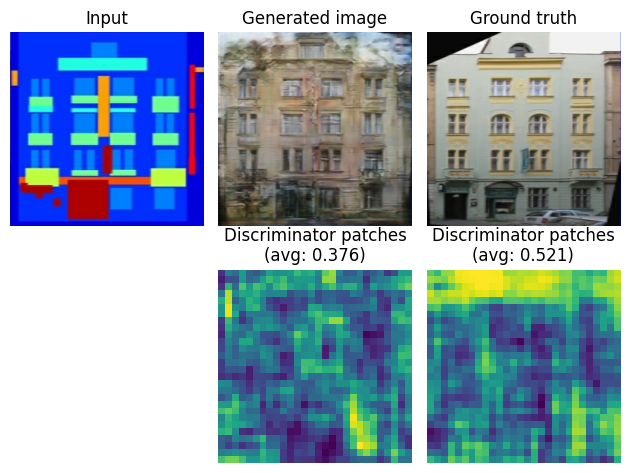 Input
Generated image
Ground truth
Discriminator patches
(avg: 0.376)
Discriminator patches
(avg: 0.521)